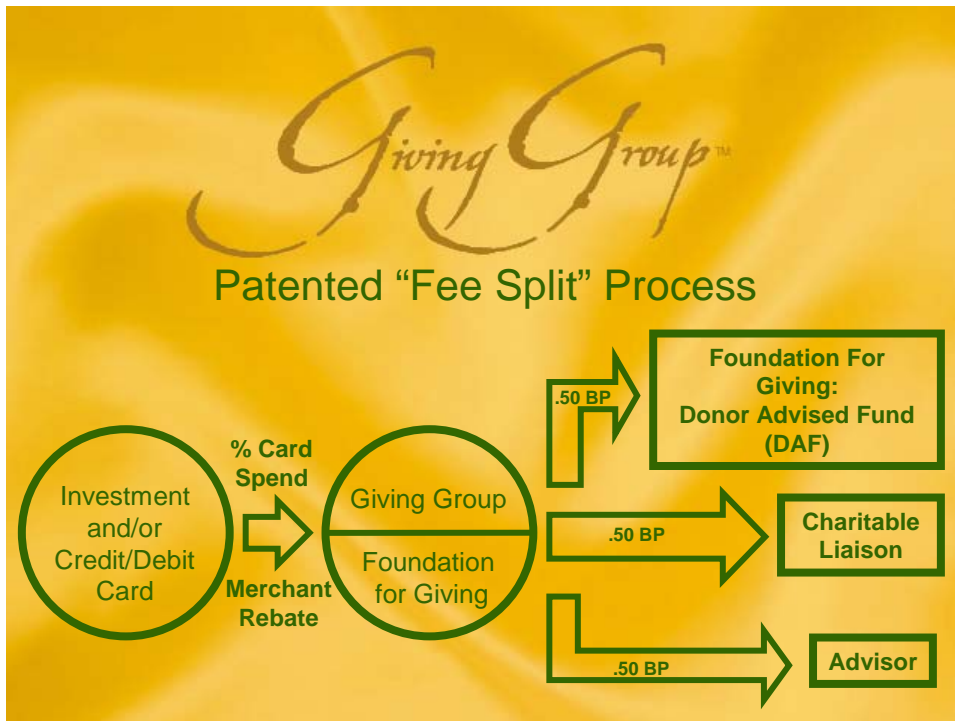 Giving Group™
Patented “Fee Split” Process
Investment
and/or
Credit/Debit
Card
% Card
Spend
Merchant
Rebate
Giving Group
Foundation
for Giving
.50 BP
Foundation For
Giving:
Donor Advised Fund
(DAF)
.50 BP
Charitable
Liaison
.50 BP
Advisor